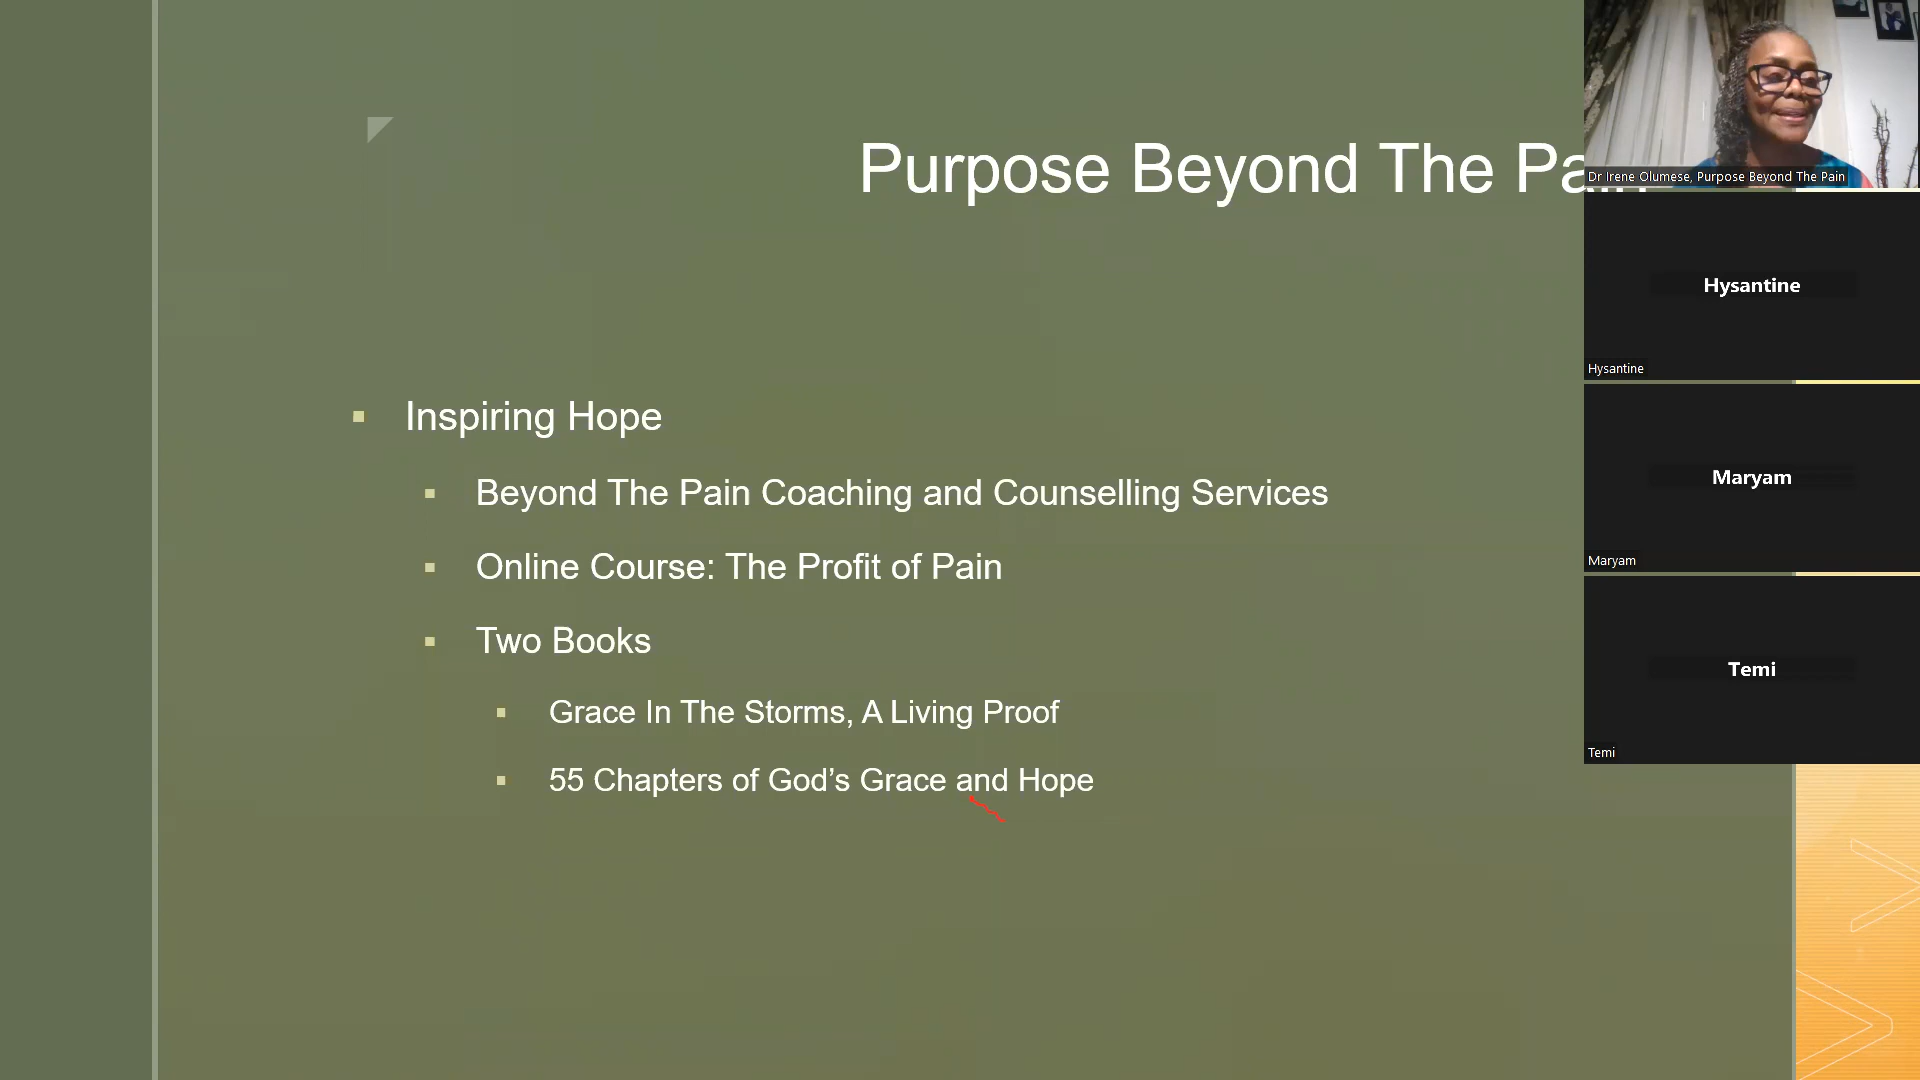 Purpose Beyond The Pain
Inspiring Hope
Beyond The Pain Coaching and Counselling Services
Online Course: The Profit of Pain
Two Books
Grace In The Storms, A Living Proof
55 Chapters of God’s Grace and Hope
Dr Irene Olumese, Purpose Beyond The Pain
Hysantine
Hysantine
Maryam
Maryam
Temi
Temi